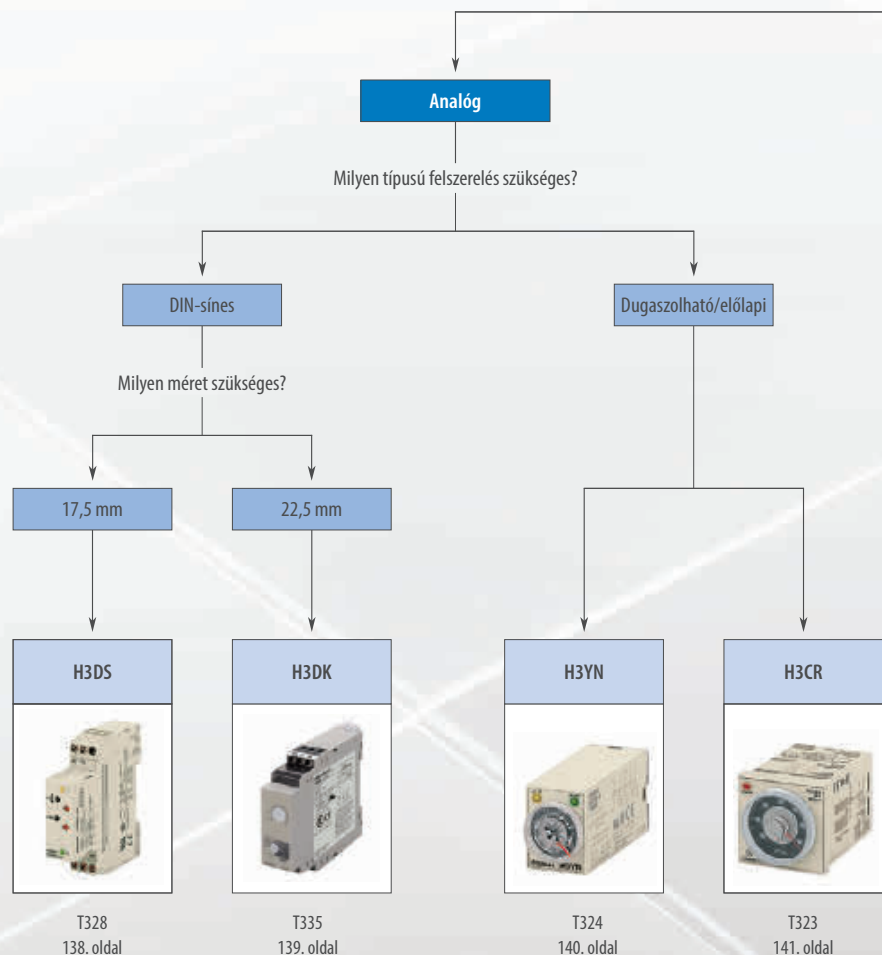 Analóg
Milyen típusú felszerelés szükséges?
DIN-sínes
Dugaszolható/előlapi
Milyen méret szükséges?
17,5 mm
22,5 mm
H3DS
H3DK
H3YN
H3CR
T328
138. oldal
T335
139. oldal
T324
140. oldal
T323
141. oldal